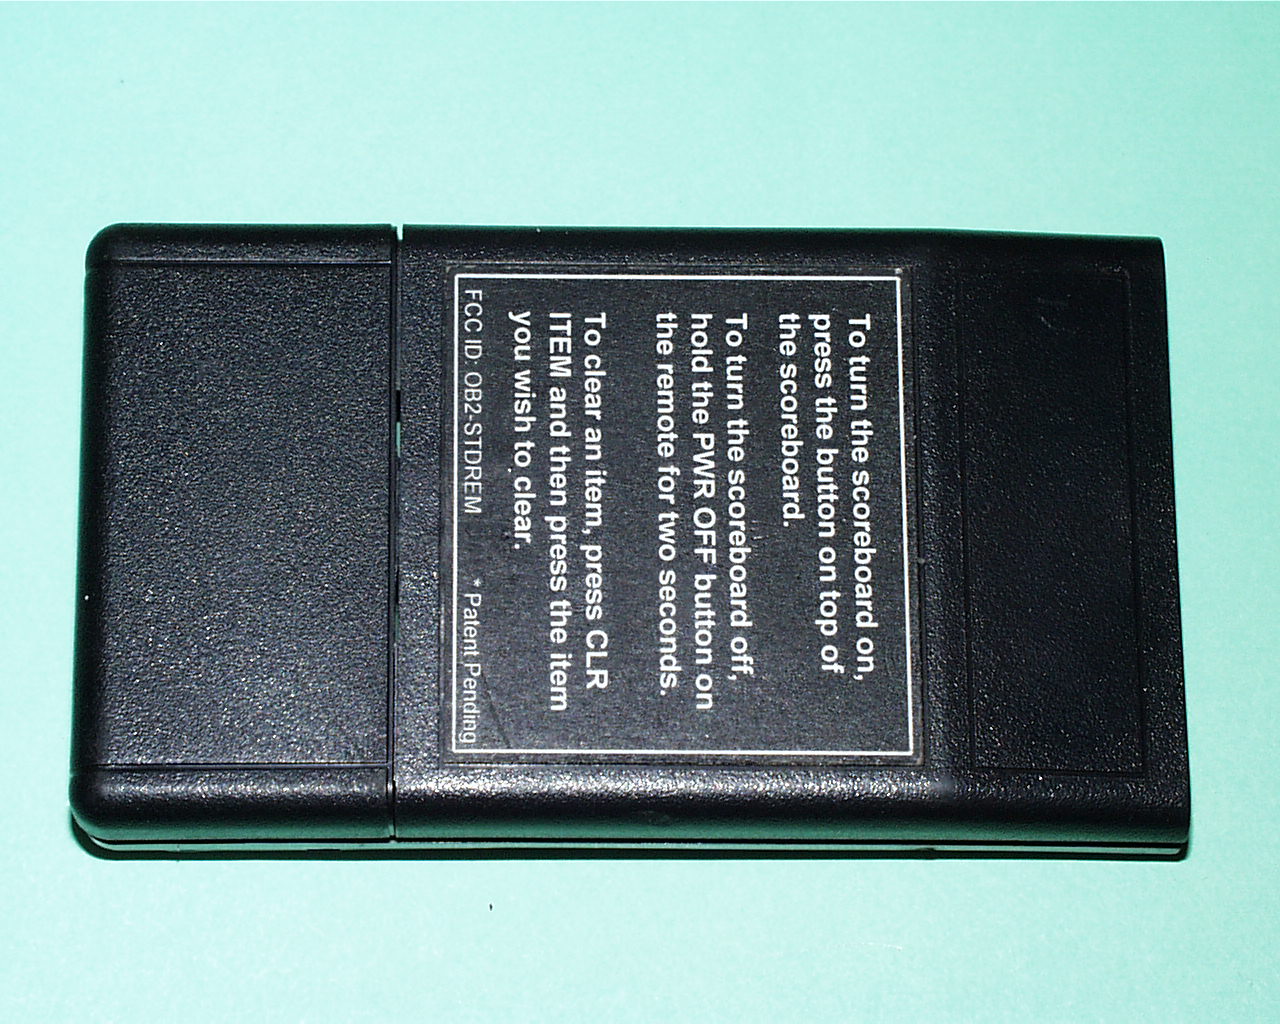 To turn the scoreboard on,
press the button on top of
the scoreboard.
To turn the scoreboard off,
hold the PWR OFF button on
the remote for two seconds.
To clear an item, press CLR
ITEM and then press the item
you wish to clear.
FCC ID: OB2-STDREM * Patent Pending